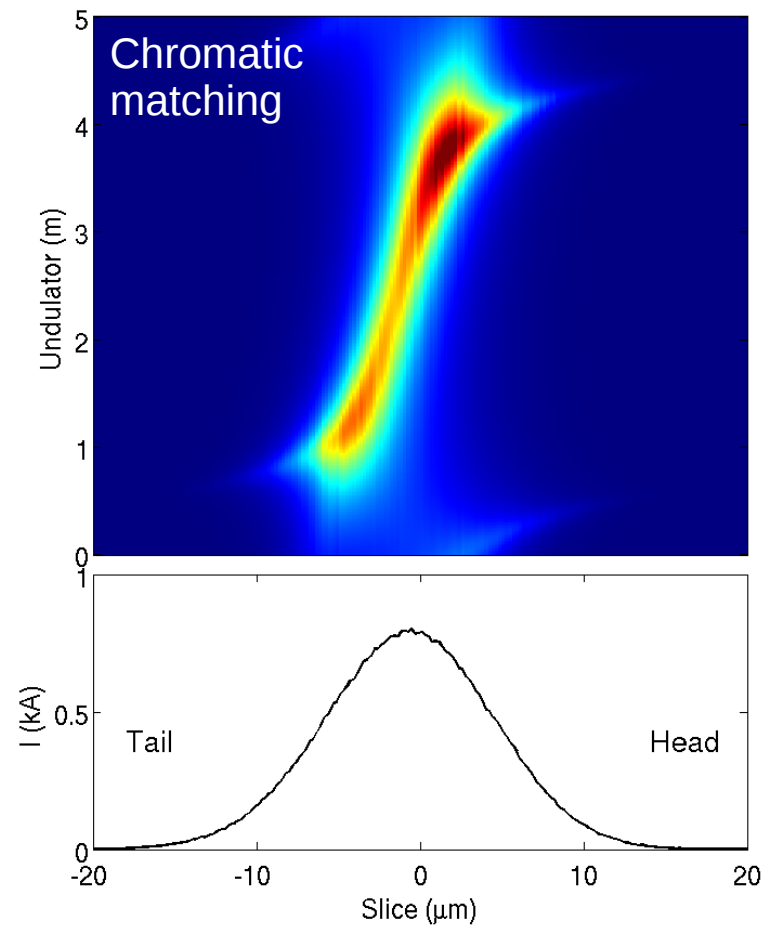 Chromatic
matching
5
4
3
2
1
0
Undulator (m)
1
0.5
0
I (kA)
Tail
Head
-20
-10
0
10
20
Slice (μm)